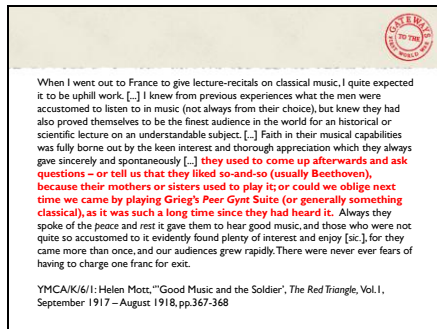 GATEWAYS
TO THE
FIRST WORLD WAR
When I went out to France to give lecture-recitals on classical music, I quite expected
it to be uphill work. [...] I knew from previous experiences what the men were
accustomed to listen to in music (not always from their choice), but knew they had
also proved themselves to be the finest audience in the world for an historical or
scientific lecture on an understandable subject. [...] Faith in their musical capabilities
was fully borne out by the keen interest and thorough appreciation which they always
gave sincerely and spontaneously [...] they used to come up afterwards and ask
questions – or tell us that they liked so-and-so (usually Beethoven),
because their mothers or sisters used to play it; or could we oblige next
time we came by playing Grieg's Peer Gynt Suite (or generally something
classical), as it was such a long time since they had heard it. Always they
spoke of the peace and rest it gave them to hear good music, and those who were not
quite so accustomed to it evidently found plenty of interest and enjoy [sic.], for they
came more than once, and our audiences grew rapidly. There were never ever fears of
having to charge one franc for exit.
YMCA/K/6/1: Helen Mott, '"Good Music and the Soldier', The Red Triangle, Vol.1,
September 1917 – August 1918, pp.367-368